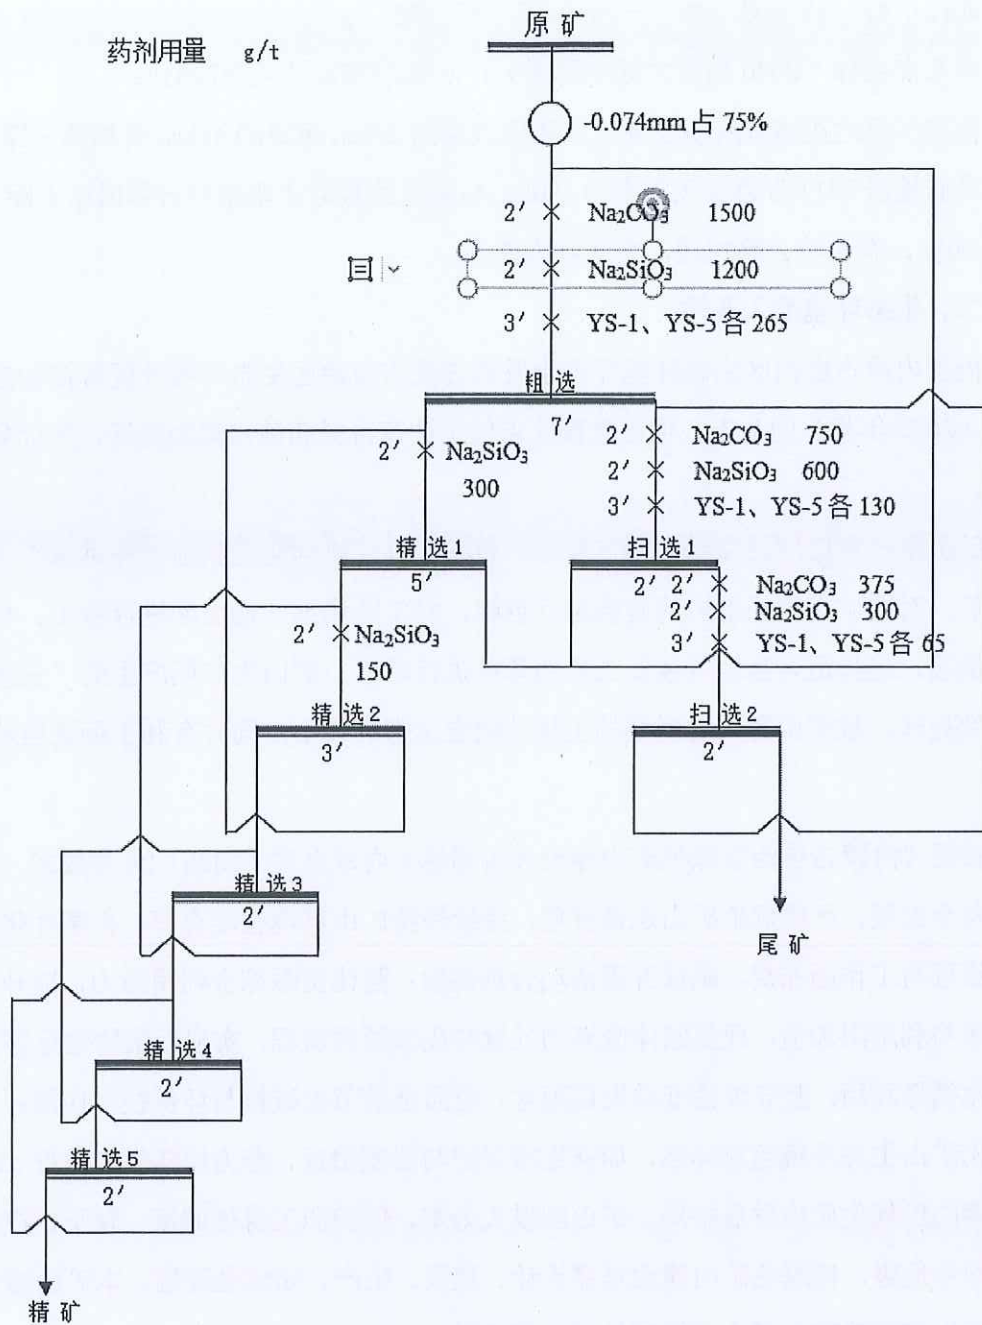 原矿
药剂用量 g/t
-0.074mm 占 75%
2′ Na₂CO₃ 1500
2′ Na₂SiO₃ 1200
3′ YS-1、YS-5 各 265
粗选
7′
2′ Na₂CO₃ 750
2′ Na₂SiO₃
300
2′ Na₂SiO₃ 600
3′ YS-1、YS-5 各 130
精选1
5′
扫选1
2′
2′ Na₂CO₃ 375
2′ Na₂SiO₃ 300
3′ YS-1、YS-5 各 65
2′ Na₂SiO₃
150
精选2
3′
扫选2
2′
精选3
2′
尾矿
精选4
2′
精选5
2′
精矿